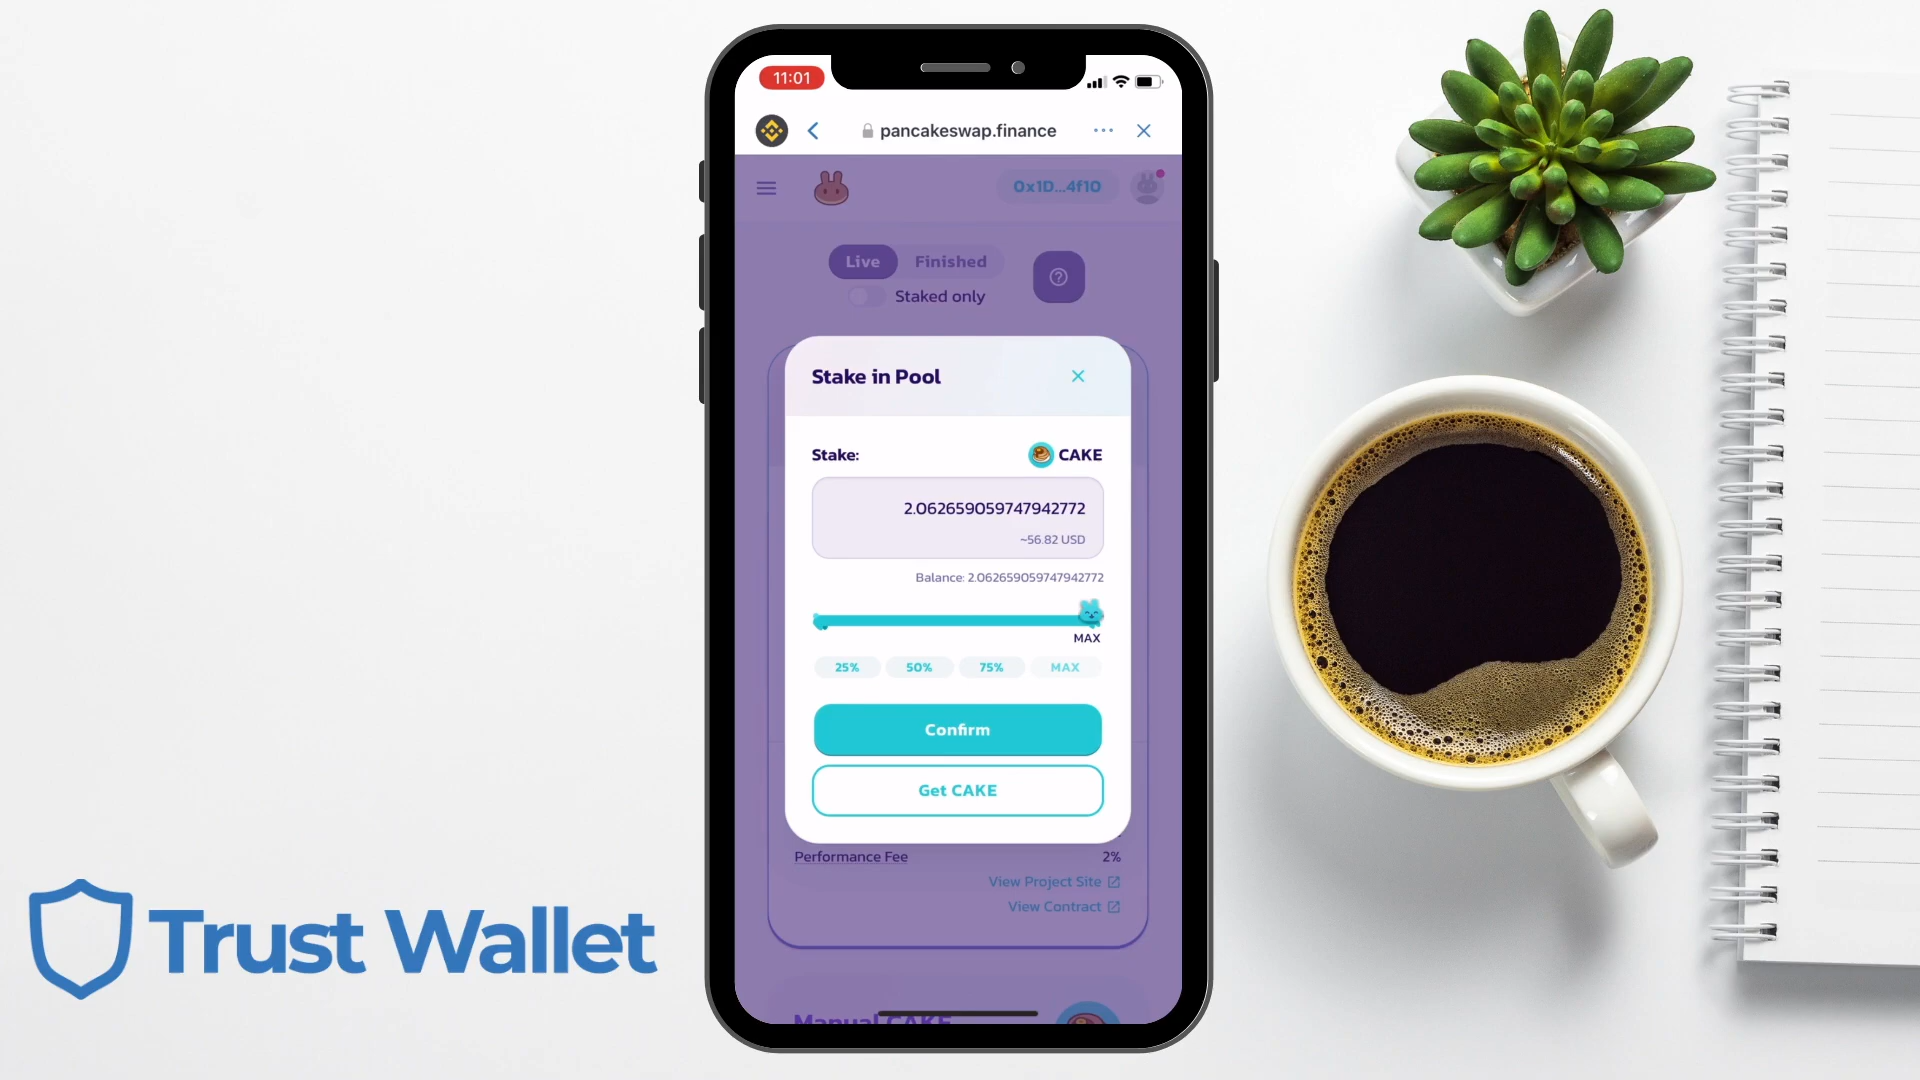 11:01
pancakeswap.finance
0x1D...4f10
Live Finished
Staked only
Stake in Pool
Stake: CAKE
2.062659059747942772
~56.82 USD
Balance: 2.062659059747942772
MAX
25% 50% 75% MAX
Confirm
Get CAKE
Performance Fee 2%
View Project Site
View Contract
Manual CAKE
Trust Wallet